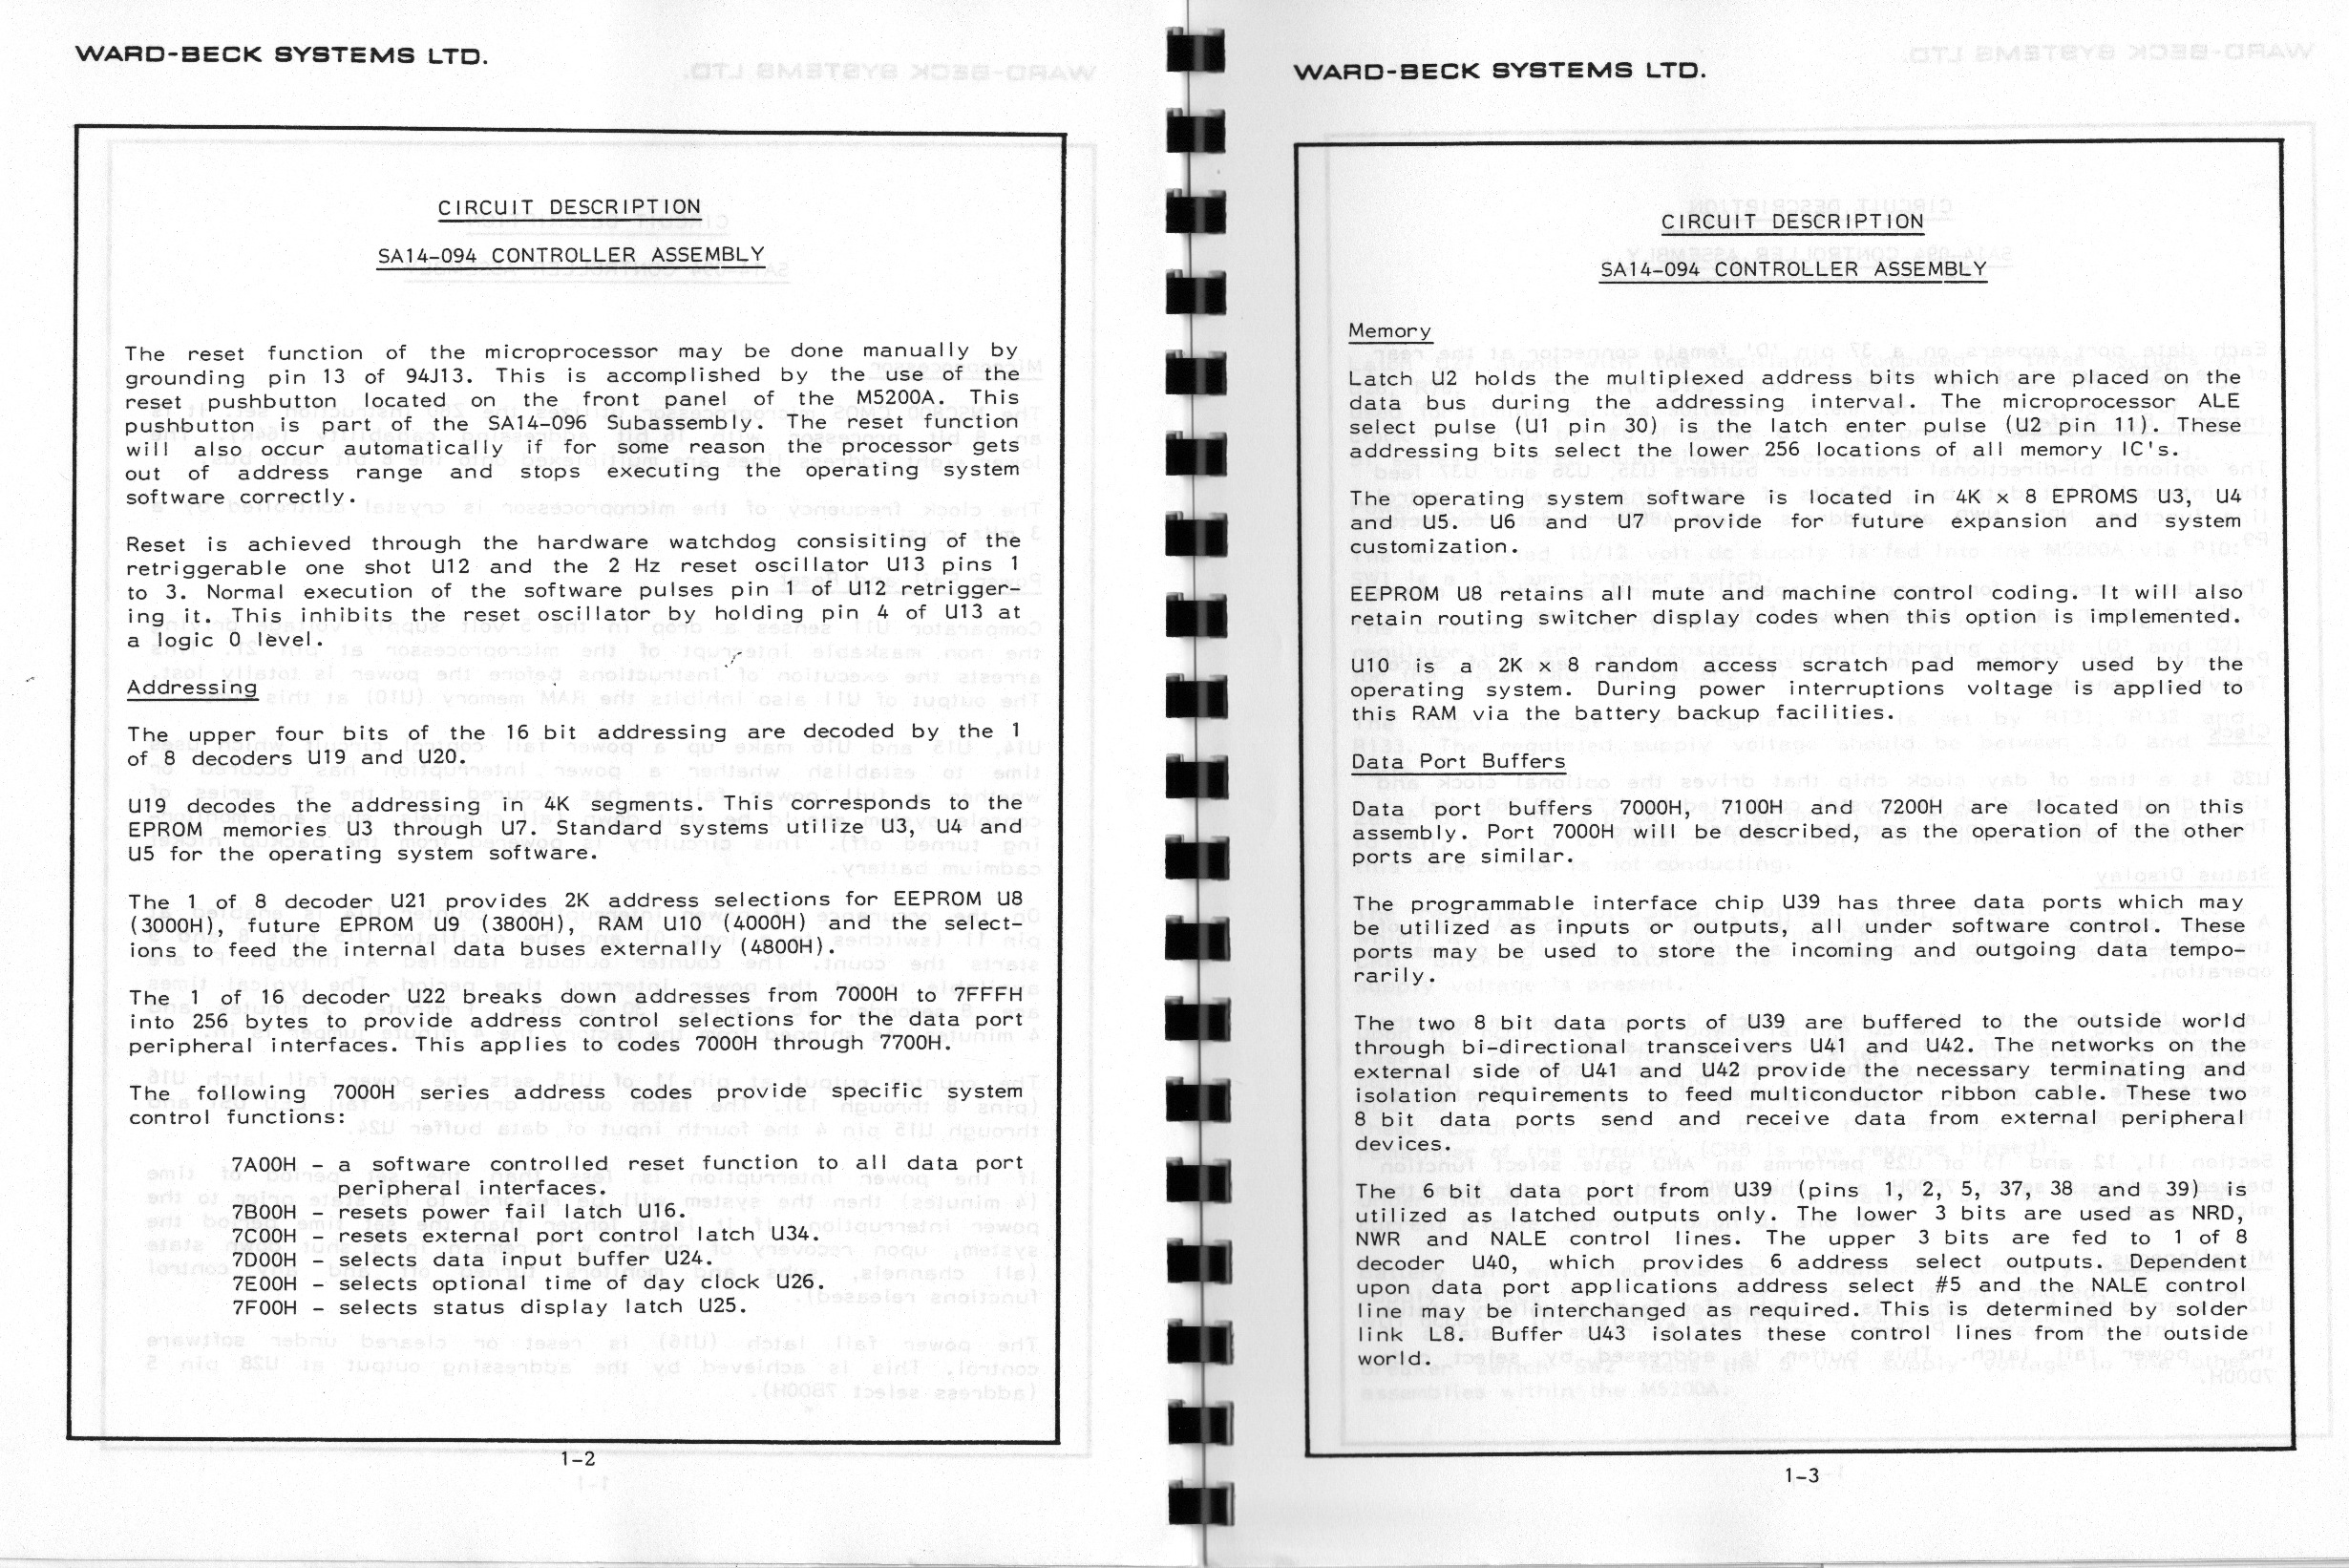 WARD-BECK SYSTEMS LTD.
CIRCUIT DESCRIPTION
SA14-094 CONTROLLER ASSEMBLY
The reset function of the microprocessor may be done manually by
grounding pin 13 of 94J13. This is accomplished by the use of the
reset pushbutton located on the front panel of the M5200A. This
pushbutton is part of the SA14-096 Subassembly. The reset function
will also occur automatically if for some reason the processor gets
out of address range and stops executing the operating system
software correctly.
Reset is achieved through the hardware watchdog consisiting of the
retriggerable one shot U12 and the 2 Hz reset oscillator U13 pins 1
to 3. Normal execution of the software pulses pin 1 of U12 retrigger-
ing it. This inhibits the reset oscillator by holding pin 4 of U13 at
a logic 0 level.
Addressing
The upper four bits of the 16 bit addressing are decoded by the 1
of 8 decoders U19 and U20.
U19 decodes the addressing in 4K segments. This corresponds to the
EPROM memories U3 through U7. Standard systems utilize U3, U4 and
U5 for the operating system software.
The 1 of 8 decoder U21 provides 2K address selections for EEPROM U8
(3000H), future EPROM U9 (3800H), RAM U10 (4000H) and the select-
ions to feed the internal data buses externally (4800H).
The 1 of 16 decoder U22 breaks down addresses from 7000H to 7FFFH
into 256 bytes to provide address control selections for the data port
peripheral interfaces. This applies to codes 7000H through 7700H.
The following 7000H series address codes provide specific system
control functions:
7A00H - a software controlled reset function to all data port
peripheral interfaces.
7B00H - resets power fail latch U16.
7C00H - resets external port control latch U34.
7D00H - selects data input buffer U24.
7E00H - selects optional time of day clock U26.
7F00H - selects status display latch U25.
1-2
WARD-BECK SYSTEMS LTD.
CIRCUIT DESCRIPTION
SA14-094 CONTROLLER ASSEMBLY
Memory
Latch U2 holds the multiplexed address bits which are placed on the
data bus during the addressing interval. The microprocessor ALE
select pulse (U1 pin 30) is the latch enter pulse (U2 pin 11). These
addressing bits select the lower 256 locations of all memory IC's.
The operating system software is located in 4K x 8 EPROMS U3, U4
and U5. U6 and U7 provide for future expansion and system
customization.
EEPROM U8 retains all mute and machine control coding. It will also
retain routing switcher display codes when this option is implemented.
U10 is a 2K x 8 random access scratch pad memory used by the
operating system. During power interruptions voltage is applied to
this RAM via the battery backup facilities.
Data Port Buffers
Data port buffers 7000H, 7100H and 7200H are located on this
assembly. Port 7000H will be described, as the operation of the other
ports are similar.
The programmable interface chip U39 has three data ports which may
be utilized as inputs or outputs, all under software control. These
ports may be used to store the incoming and outgoing data tempo-
rarily.
The two 8 bit data ports of U39 are buffered to the outside world
through bi-directional transceivers U41 and U42. The networks on the
external side of U41 and U42 provide the necessary terminating and
isolation requirements to feed multiconductor ribbon cable. These two
8 bit data ports send and receive data from external peripheral
devices.
The 6 bit data port from U39 (pins 1, 2, 5, 37, 38 and 39) is
utilized as latched outputs only. The lower 3 bits are used as NRD,
NWR and NALE control lines. The upper 3 bits are fed to 1 of 8
decoder U40, which provides 6 address select outputs. Dependent
upon data port applications address select #5 and the NALE control
line may be interchanged as required. This is determined by solder
link L8. Buffer U43 isolates these control lines from the outside
world.
1-3